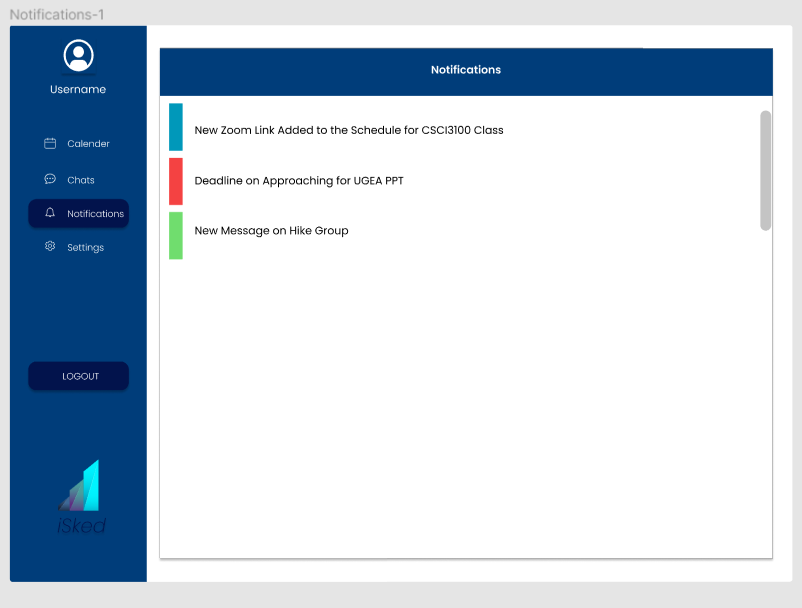 Notifications-1
Username
Calender
Chats
Notifications
Settings
LOGOUT
iSked
Notifications
New Zoom Link Added to the Schedule for CSCI3100 Class
Deadline on Approaching for UGEA PPT
New Message on Hike Group